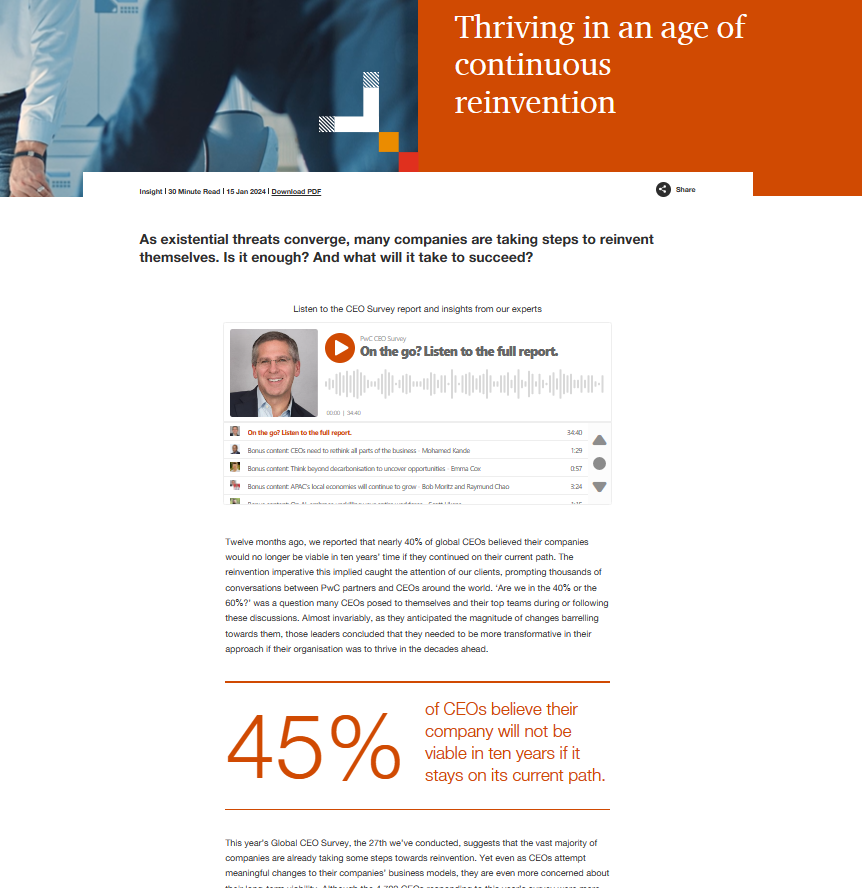 Thriving in an age of
continuous
reinvention
Insight | 30 Minute Read | 15 Jan 2024 | Download PDF
Share
As existential threats converge, many companies are taking steps to reinvent
themselves. Is it enough? And what will it take to succeed?
Listen to the CEO Survey report and insights from our experts
PwC CEO Survey
On the go? Listen to the full report.
00:00 | 34:40
On the go? Listen to the full report. 34:40
Bonus content: CEOs need to rethink all parts of the business - Mohamed Kande 1:29
Bonus content: Think beyond decarbonisation to uncover opportunities - Emma Cox 0:57
Bonus content: APAC's local economies will continue to grow - Bob Moritz and Raymund Chao 3:24
Twelve months ago, we reported that nearly 40% of global CEOs believed their companies
would no longer be viable in ten years' time if they continued on their current path. The
reinvention imperative this implied caught the attention of our clients, prompting thousands of
conversations between PwC partners and CEOs around the world. 'Are we in the 40% or the
60%?' was a question many CEOs posed to themselves and their top teams during or following
these discussions. Almost invariably, as they anticipated the magnitude of changes barrelling
towards them, those leaders concluded that they needed to be more transformative in their
approach if their organisation was to thrive in the decades ahead.
45%
of CEOs believe their
company will not be
viable in ten years if it
stays on its current path.
This year's Global CEO Survey, the 27th we've conducted, suggests that the vast majority of
companies are already taking some steps towards reinvention. Yet even as CEOs attempt
meaningful changes to their companies' business models, they are even more concerned about